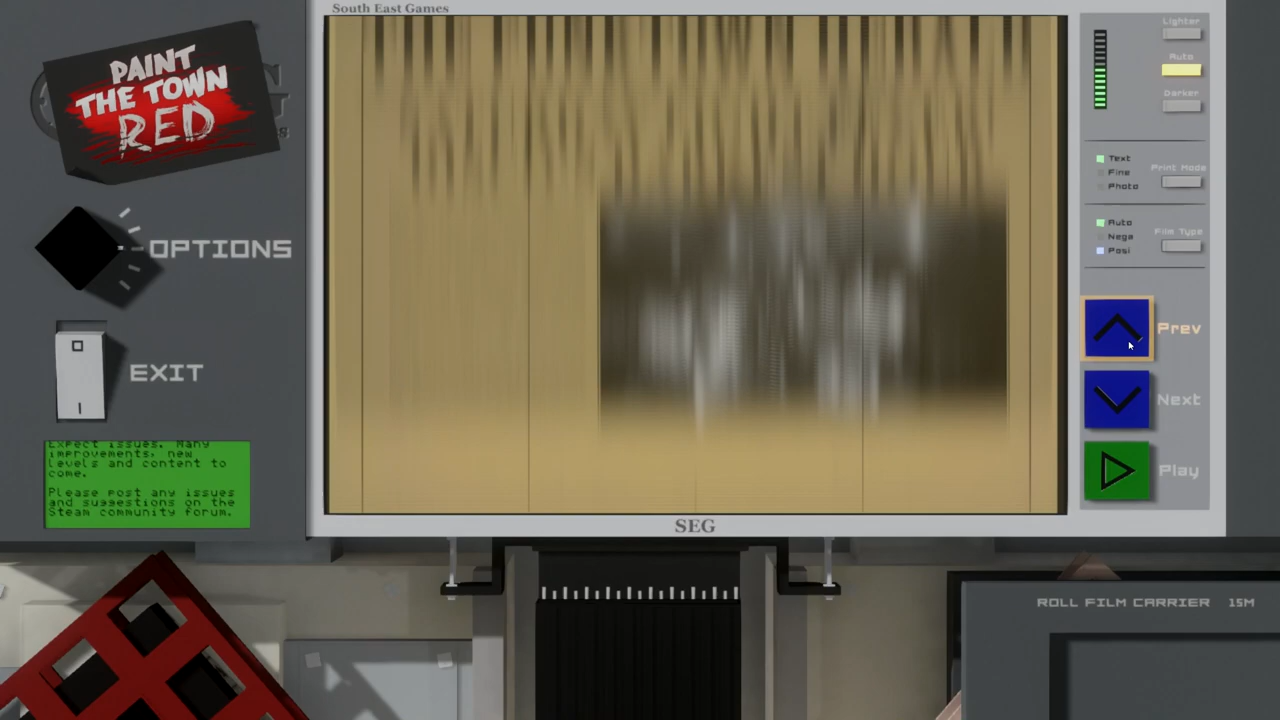 South East Games
PAINT
THE TOWN
RED
OPTIONS
EXIT
Expect issues. Many
improvements, new
levels and content to
come.
Please post any issues
and suggestions on the
Steam community forum.
Lighter
Auto
Darker
Text
Fine
Photo
Print Mode
Auto
Nega
Posi
Film Type
Prev
Next
Play
SEG
ROLL FILM CARRIER 15M